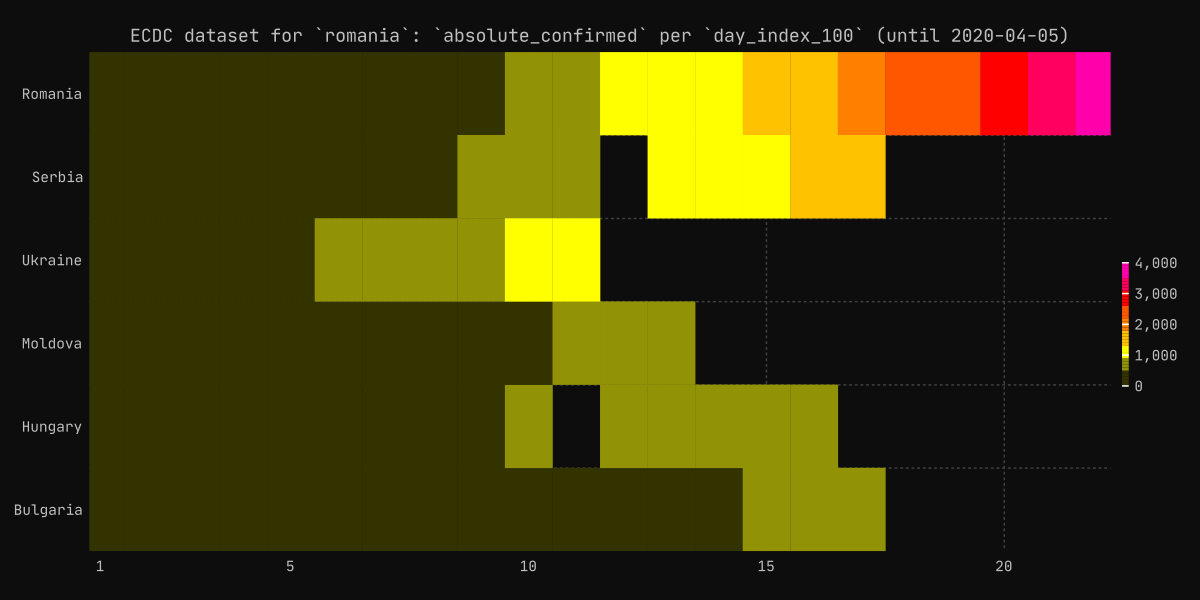 ECDC dataset for `romania`: `absolute_confirmed` per `day_index_100` (until 2020-04-05)
Romania
Serbia
Ukraine
Moldova
Hungary
Bulgaria
4,000
3,000
2,000
1,000
0
1 5 10 15 20